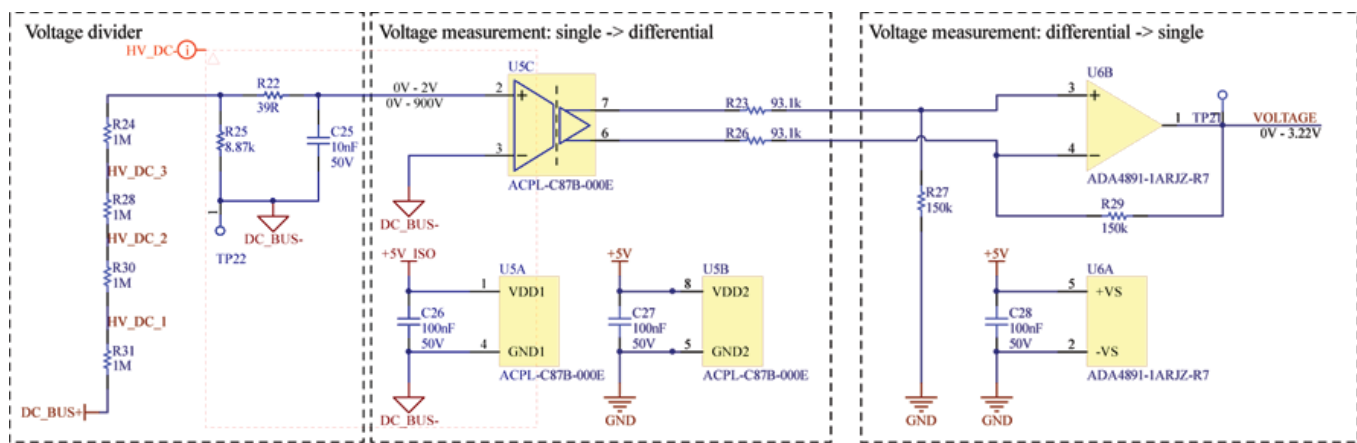 Voltage divider
HV_DC-
i
R22
39R
R24
1M
R25
8.87k
C25
10nF
50V
HV_DC_3
R28
1M
HV_DC_2
R30
1M
HV_DC_1
R31
1M
DC_BUS+
1
TP22
DC_BUS-
Voltage measurement: single -> differential
0V - 2V
0V - 900V
U5C
2
+
3
-
7
6
ACPL-C87B-000E
DC_BUS-
R23
93.1k
R26
93.1k
+5V_ISO
C26
100nF
50V
U5A
1
VDD1
4
GND1
ACPL-C87B-000E
DC_BUS-
+5V
C27
100nF
50V
U5B
8
VDD2
5
GND2
ACPL-C87B-000E
GND
Voltage measurement: differential -> single
U6B
3
+
4
-
1
TP21
VOLTAGE
0V - 3.22V
ADA4891-1ARJZ-R7
R27
150k
R29
150k
GND
+5V
C28
100nF
50V
U6A
5
+VS
2
-VS
ADA4891-1ARJZ-R7
GND